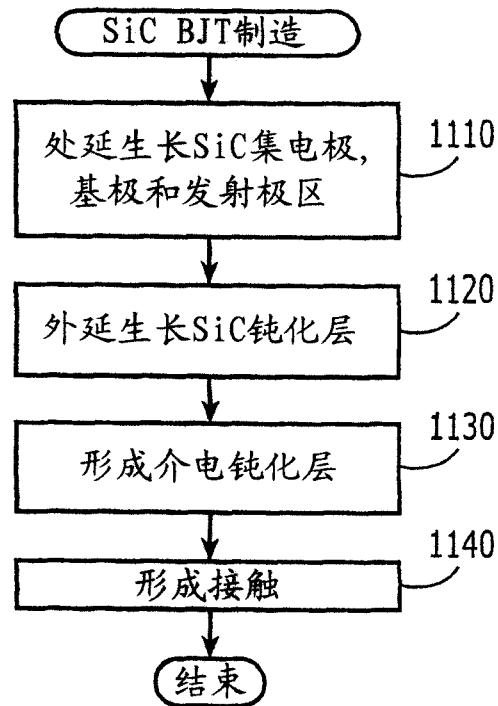 SiC BJT制造
处延生长SiC集电极,
基极和发射极区
1110
外延生长SiC钝化层
1120
形成介电钝化层
1130
形成接触
1140
结束